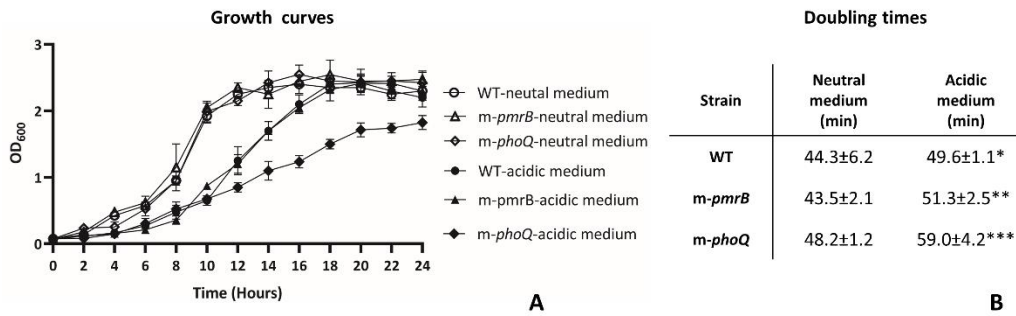 Growth curves
3
2
1
0
OD600
0 2 4 6 8 10 12 14 16 18 20 22 24
Time (Hours)
WT-neutal medium
m-pmrB-neutral medium
m-phoQ-neutral medium
WT-acidic medium
m-pmrB-acidic medium
m-phoQ-acidic medium
A
Doubling times
Strain
Neutral
medium
(min)
Acidic
medium
(min)
WT 44.3±6.2 49.6±1.1*
m-pmrB 43.5±2.1 51.3±2.5**
m-phoQ 48.2±1.2 59.0±4.2***
B